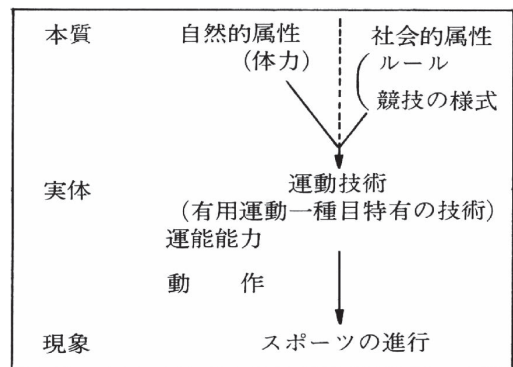 本質 自然的属性 社会的属性
（体力） ルール
競技の様式
運動技術
実体
（有用運動一種目特有の技術）
運能能力
動 作
現象 スポーツの進行